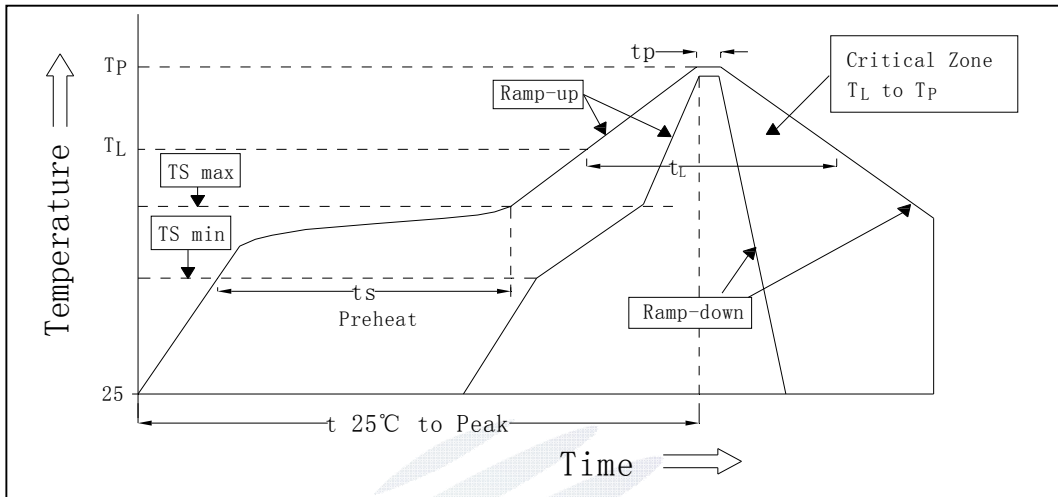 tp
Critical Zone
TL to TP
TP
Ramp-up
TL
tL
TS max
TS min
tS
Preheat
Ramp-down
25
t 25℃ to Peak
Time
Temperature